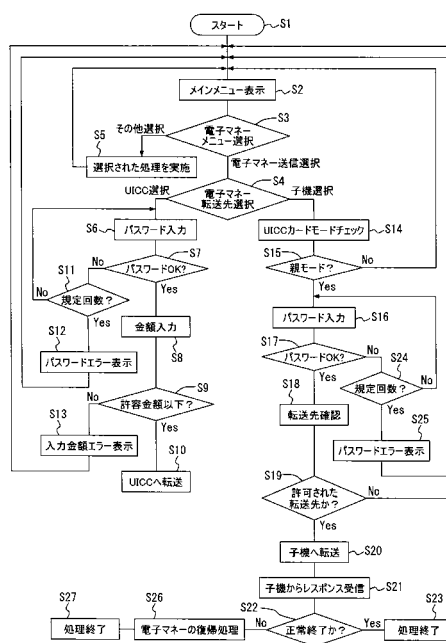 スタート
S1
メインメニュー表示
S2
S3
その他選択
電子マネー
メニュー選択
S5
選択された処理を実施
電子マネー送信選択
S4
UICC選択
電子マネー
転送先選択
子機選択
S6
パスワード入力
UICCカードモードチェック
S14
S7
パスワードOK?
No
Yes
S15
親モード?
No
Yes
S11
規定回数?
No
Yes
金額入力
S8
パスワード入力
S16
S12
パスワードエラー表示
S17
パスワードOK?
No
Yes
S24
規定回数?
No
Yes
S9
許容金額以下?
No
Yes
S18
転送先確認
S13
入力金額エラー表示
S25
パスワードエラー表示
S10
UICCへ転送
S19
許可された
転送先か?
No
Yes
子機へ転送
S20
子機からレスポンス受信
S21
S27
処理終了
S26
電子マネーの復帰処理
S22
No
正常終了か?
Yes
S23
処理終了